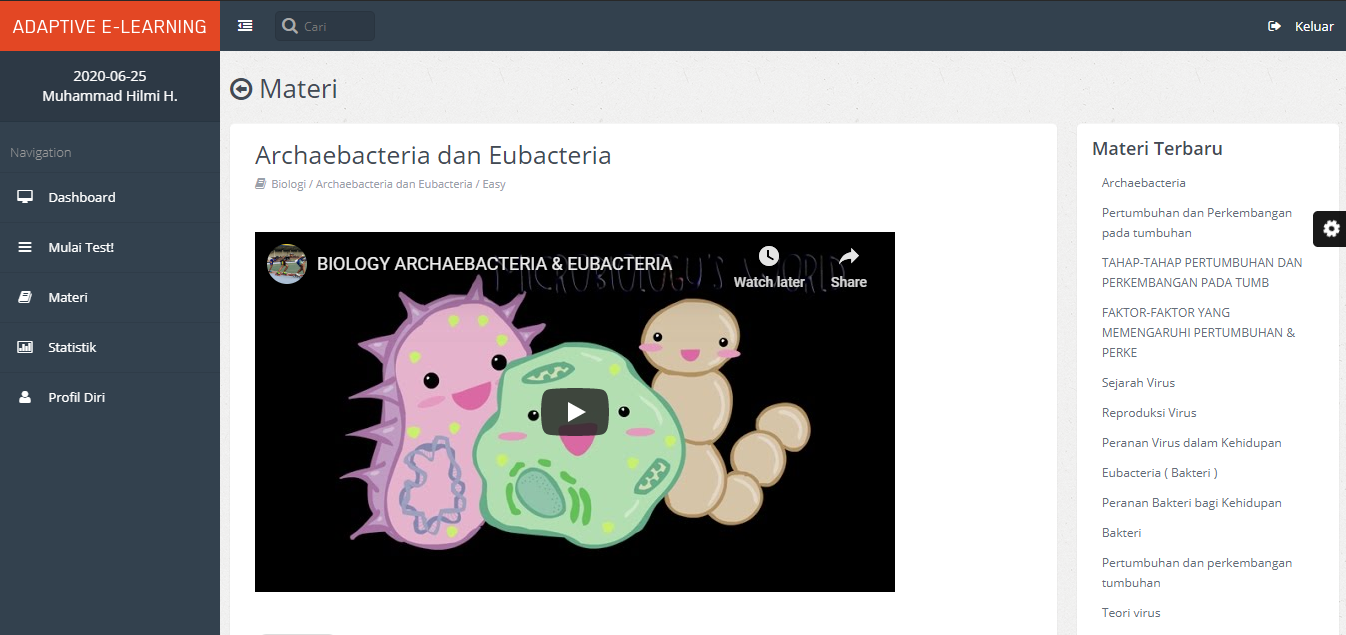 ADAPTIVE E-LEARNING
Cari
Keluar
2020-06-25
Muhammad Hilmi H.
Navigation
Dashboard
Mulai Test!
Materi
Statistik
Profil Diri
Materi
Archaebacteria dan Eubacteria
Biologi / Archaebacteria dan Eubacteria / Easy
BIOLOGY ARCHAEBACTERIA & EUBACTERIA
MICROBIOLOGY'S WORLD
Watch later
Share
Materi Terbaru
Archaebacteria
Pertumbuhan dan Perkembangan
pada tumbuhan
TAHAP-TAHAP PERTUMBUHAN DAN
PERKEMBANGAN PADA TUMB
FAKTOR-FAKTOR YANG
MEMENGARUHI PERTUMBUHAN &
PERKE
Sejarah Virus
Reproduksi Virus
Peranan Virus dalam Kehidupan
Eubacteria ( Bakteri )
Peranan Bakteri bagi Kehidupan
Bakteri
Pertumbuhan dan perkembangan
tumbuhan
Teori virus